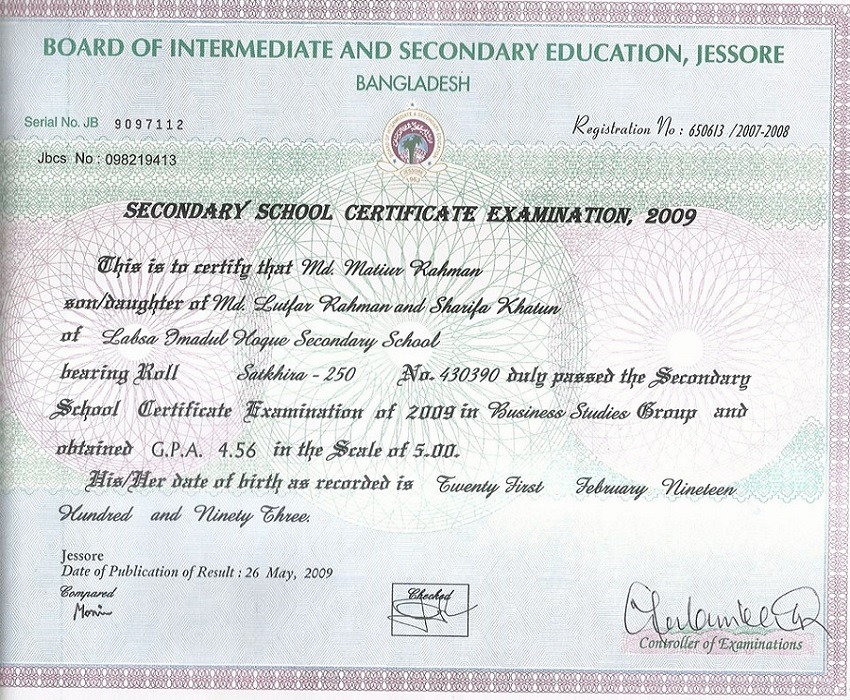 BOARD OF INTERMEDIATE AND SECONDARY EDUCATION, JESSORE
BANGLADESH
Serial No. JB 9097112
Registration No : 650613 /2007-2008
Jbcs No : 098219413
SECONDARY SCHOOL CERTIFICATE EXAMINATION, 2009
This is to certify that Md. Matiur Rahman
son/daughter of Md. Lutfar Rahman and Sharifa Khatun
of Labsa Imadul Hoque Secondary School
bearing Roll Satkhira - 250 No. 430390 duly passed the Secondary
School Certificate Examination of 2009 in Business Studies Group and
obtained G.P.A. 4.56 in the Scale of 5.00.
His/Her date of birth as recorded is Twenty First February Nineteen
Hundred and Ninety Three.
Jessore
Date of Publication of Result : 26 May, 2009
Compared
Checked
Controller of Examinations